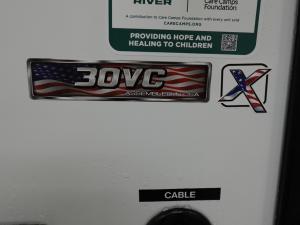 RIVER
Care Camps
Foundation
A contribution to Care Camps Foundation with every unit sold
CARECAMPS.ORG
PROVIDING HOPE AND
HEALING TO CHILDREN
30VC
X
CABLE